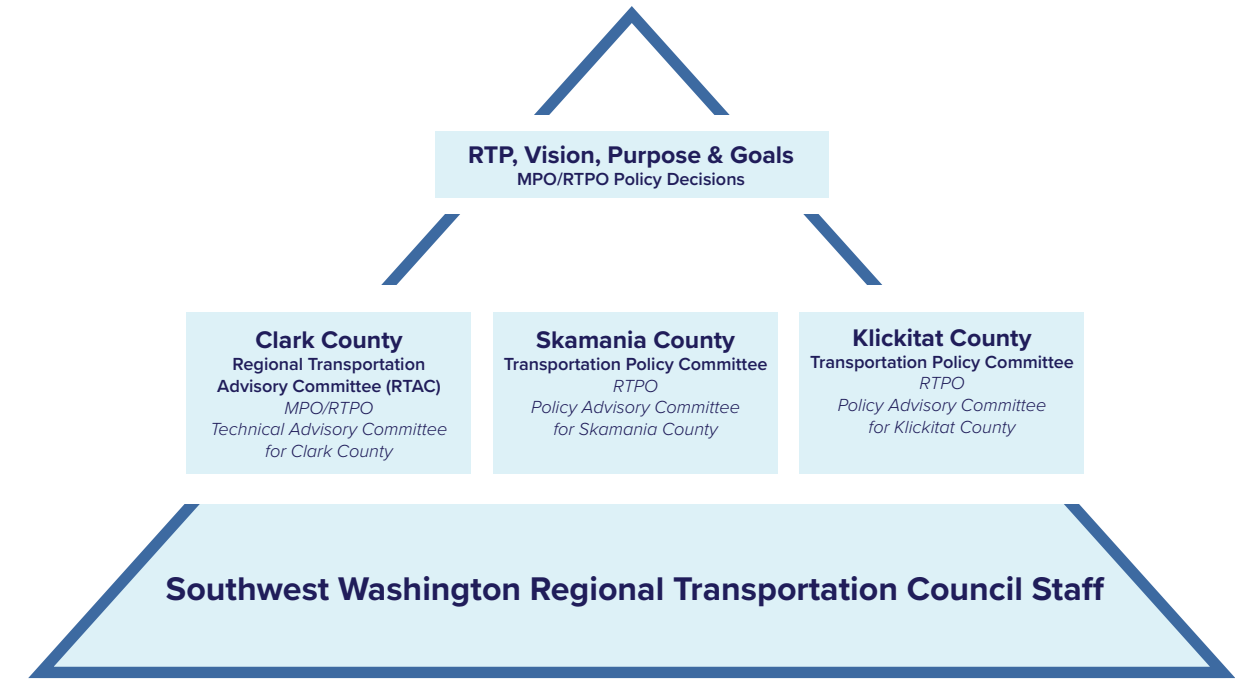 RTP, Vision, Purpose & Goals
MPO/RTPO Policy Decisions
Clark County
Regional Transportation
Advisory Committee (RTAC)
MPO/RTPO
Technical Advisory Committee
for Clark County
Skamania County
Transportation Policy Committee
RTPO
Policy Advisory Committee
for Skamania County
Klickitat County
Transportation Policy Committee
RTPO
Policy Advisory Committee
for Klickitat County
Southwest Washington Regional Transportation Council Staff